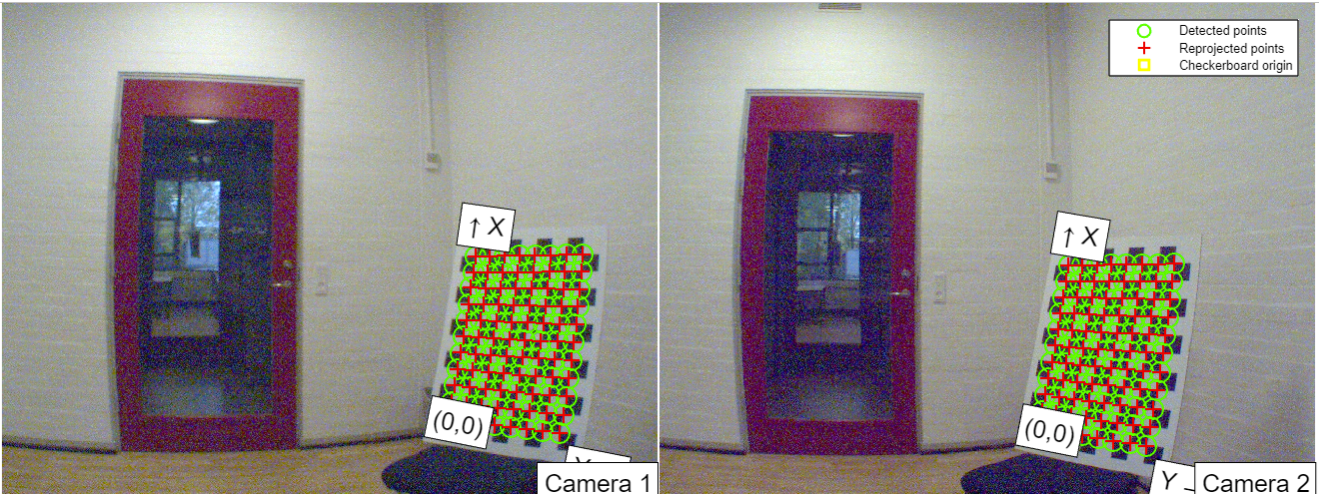 Detected points
Reprojected points
Checkerboard origin
↑ X
↑ X
(0,0)
(0,0)
Y
Camera 1
Camera 2